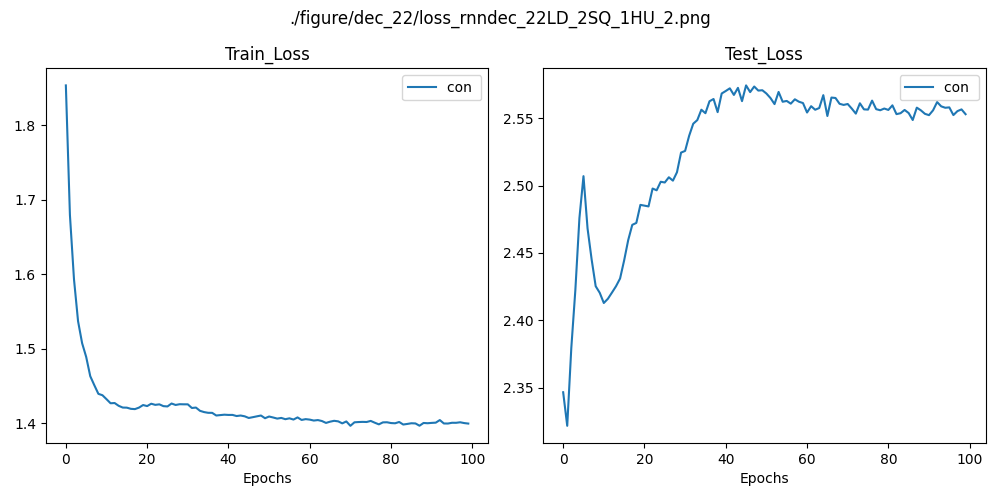 ./figure/dec_22/loss_rnndec_22LD_2SQ_1HU_2.png
Train_Loss
con
1.8
1.7
1.6
1.5
1.4
0 20 40 60 80 100
Epochs
Test_Loss
con
2.55
2.50
2.45
2.40
2.35
0 20 40 60 80 100
Epochs